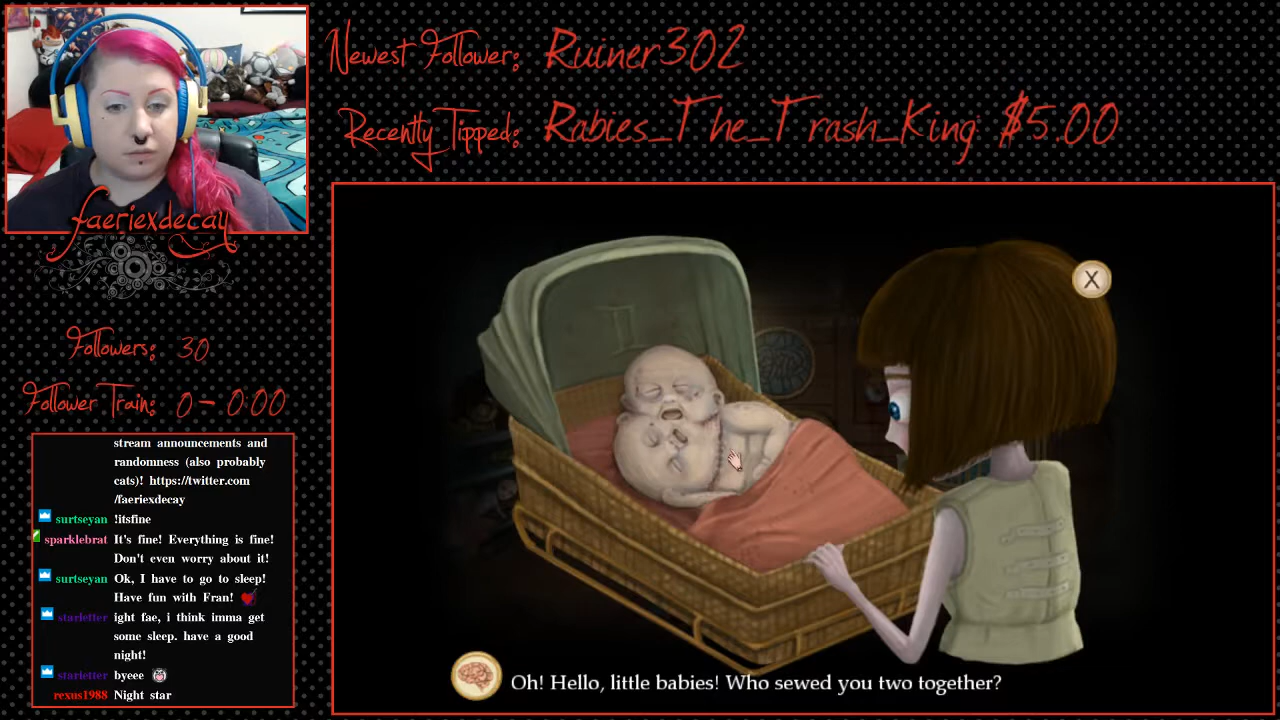 Newest Follower: Ruiner302
Recently Tipped: Rabies_The_Trash_King $5.00
faeriexdecay
Followers: 30
Follower Train: 0 - 0:00
stream announcements and
randomness (also probably
cats)! https://twitter.com
/faeriexdecay
surtseyan !itsfine
sparklebrat It's fine! Everything is fine!
Don't even worry about it!
surtseyan Ok, I have to go to sleep!
Have fun with Fran!
starletter ight fae, i think imma get
some sleep. have a good
night!
starletter byeee
rexus1988 Night star
X
Oh! Hello, little babies! Who sewed you two together?